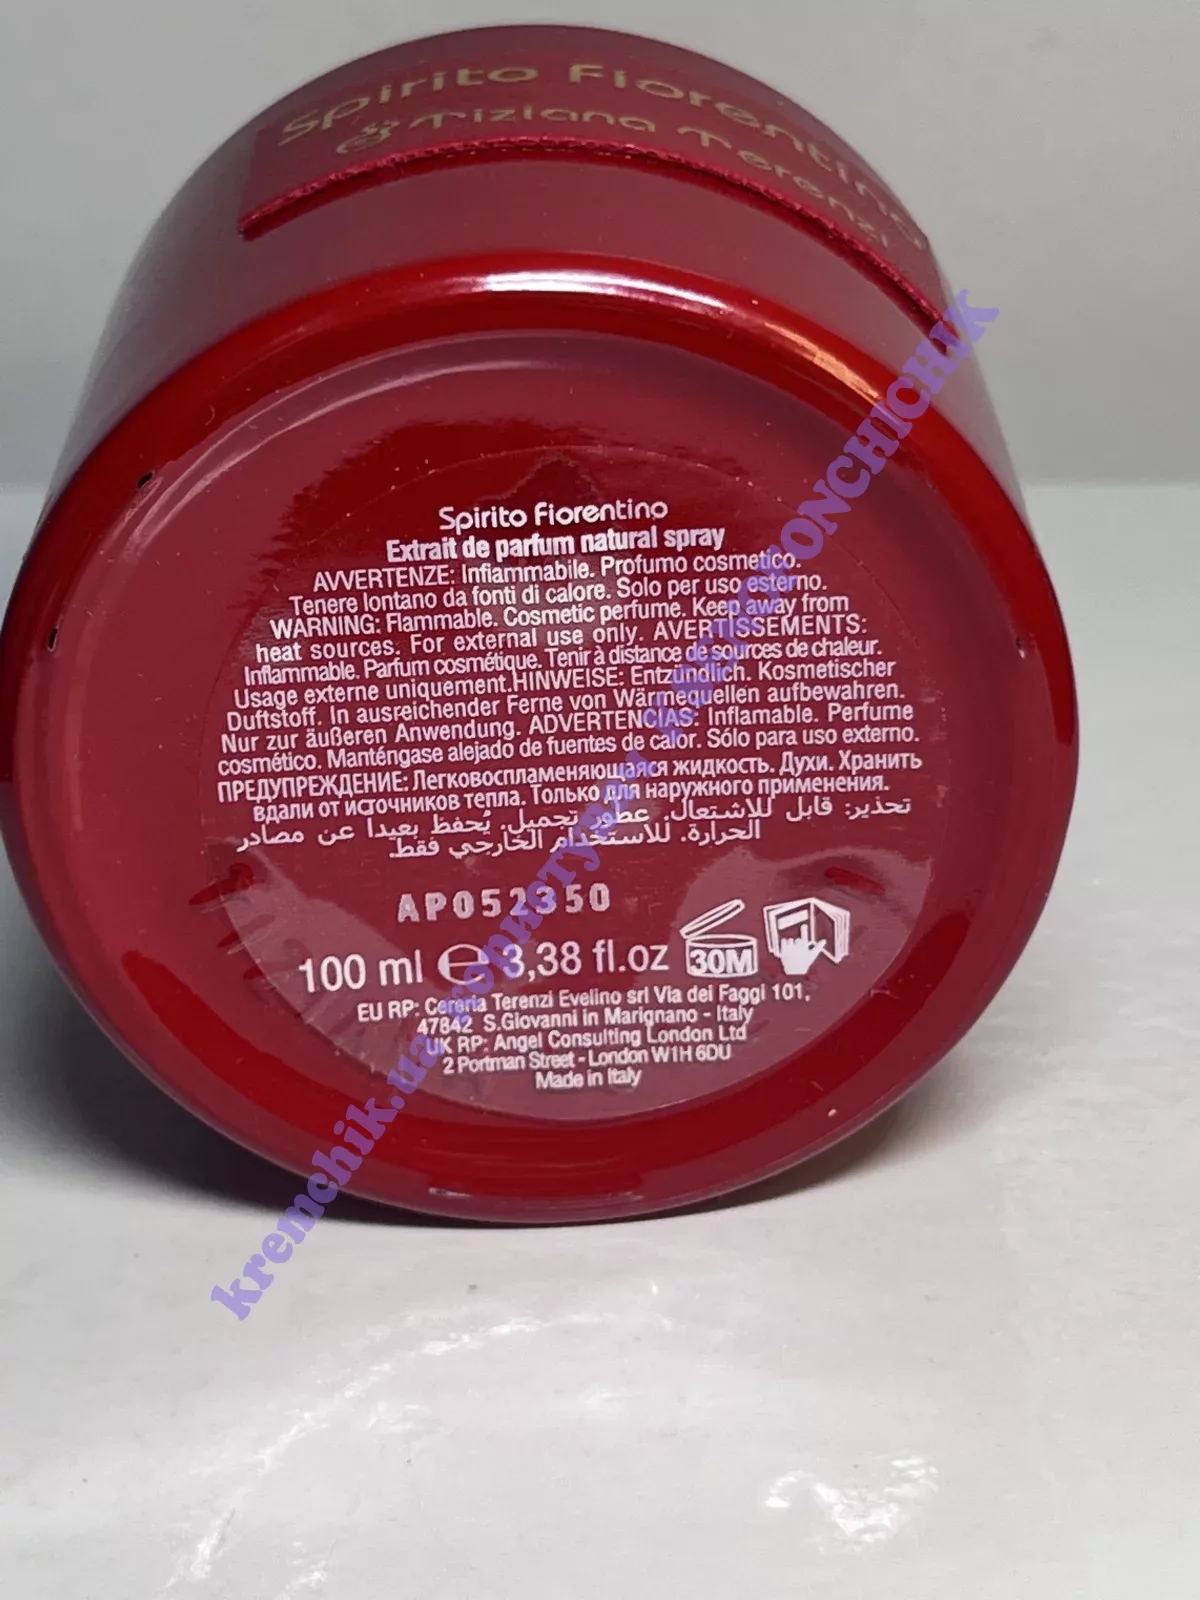 Spirito Fiorentino
Tiziana Terenzi
Spirito Fiorentino
Extrait de parfum natural spray
AVVERTENZE: Infiammabile. Profumo cosmetico.
Tenere lontano da fonti di calore. Solo per uso esterno.
WARNING: Flammable. Cosmetic perfume. Keep away from
heat sources. For external use only. AVERTISSEMENTS:
Inflammable. Parfum cosmétique. Tenir à distance de sources de chaleur.
Usage externe uniquement. HINWEISE: Entzündlich. Kosmetischer
Duftstoff. In ausreichender Ferne von Wärmequellen aufbewahren.
Nur zur äußeren Anwendung. ADVERTENCIAS: Inflamable. Perfume
cosmético. Manténgase alejado de fuentes de calor. Sólo para uso externo.
ПРЕДУПРЕЖДЕНИЕ: Легковоспламеняющаяся жидкость. Духи. Хранить
вдали от источников тепла. Только для наружного применения.
تحذير: قابل للاشتعال. عطور تجميل. يُحفظ بعيدا عن مصادر
الحرارة. للاستخدام الخارجي فقط.
AP052350
100 ml e 3,38 fl.oz 30M
EU RP: Cereria Terenzi Evelino srl Via dei Faggi 101,
47842 S.Giovanni in Marignano - Italy
UK RP: Angel Consulting London Ltd
2 Portman Street - London W1H 6DU
Made in Italy
kremchik.ua KSENOKONCHICHIK